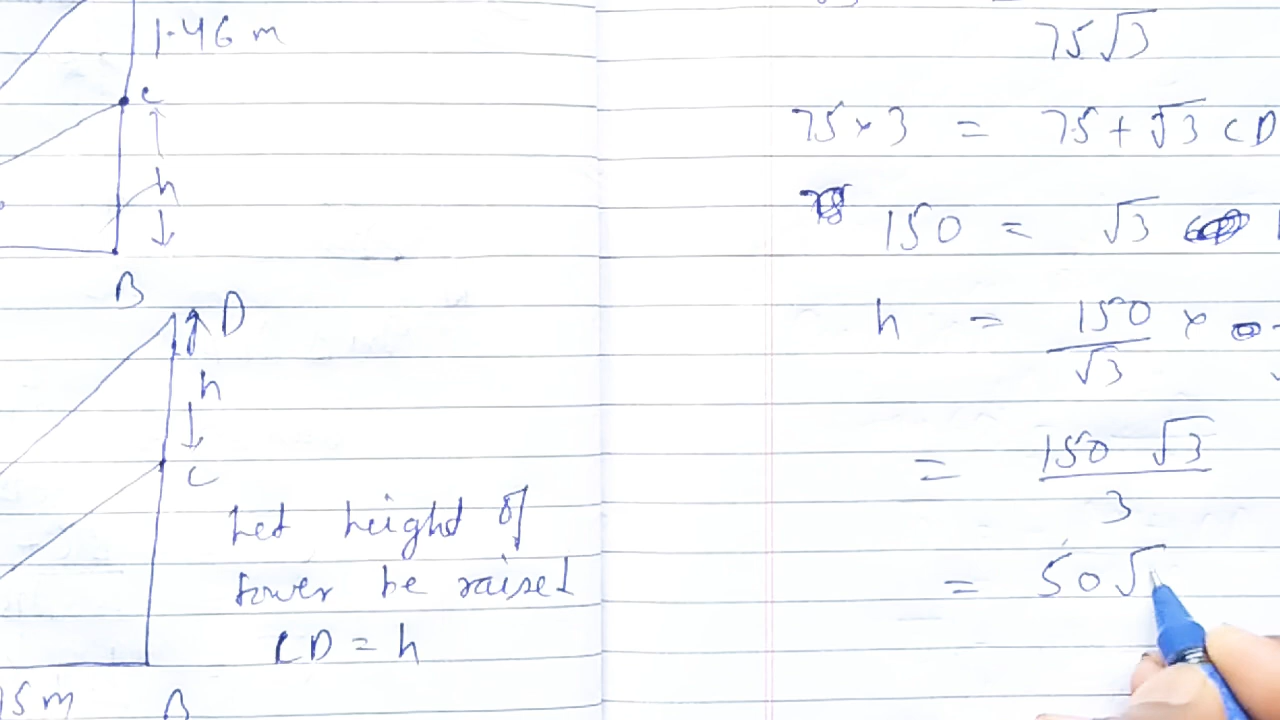 1.46 m
C
h
B
D
h
C
Let height of
tower be raised
CD = h
75√3
75 × 3 = 75 + √3 CD
150 = √3
h = 150/√3 ×
= 150 √3/3
= 50√